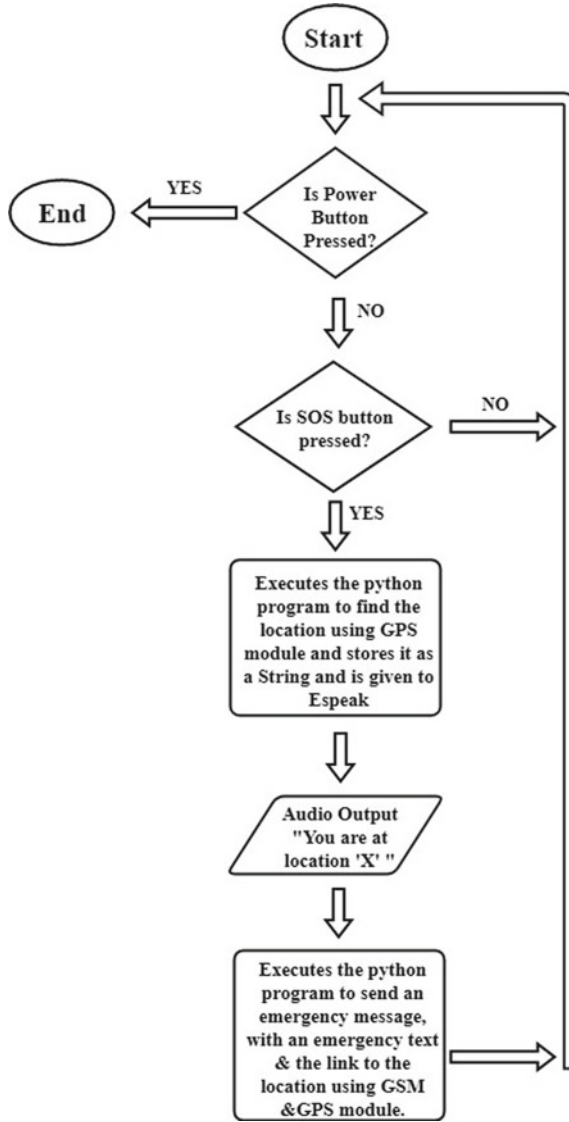 Start
Is Power
Button
Pressed?
YES
End
NO
Is SOS button
pressed?
NO
YES
Executes the python
program to find the
location using GPS
module and stores it as
a String and is given to
Espeak
Audio Output
"You are at
location 'X' "
Executes the python
program to send an
emergency message,
with an emergency text
& the link to the
location using GSM
&GPS module.